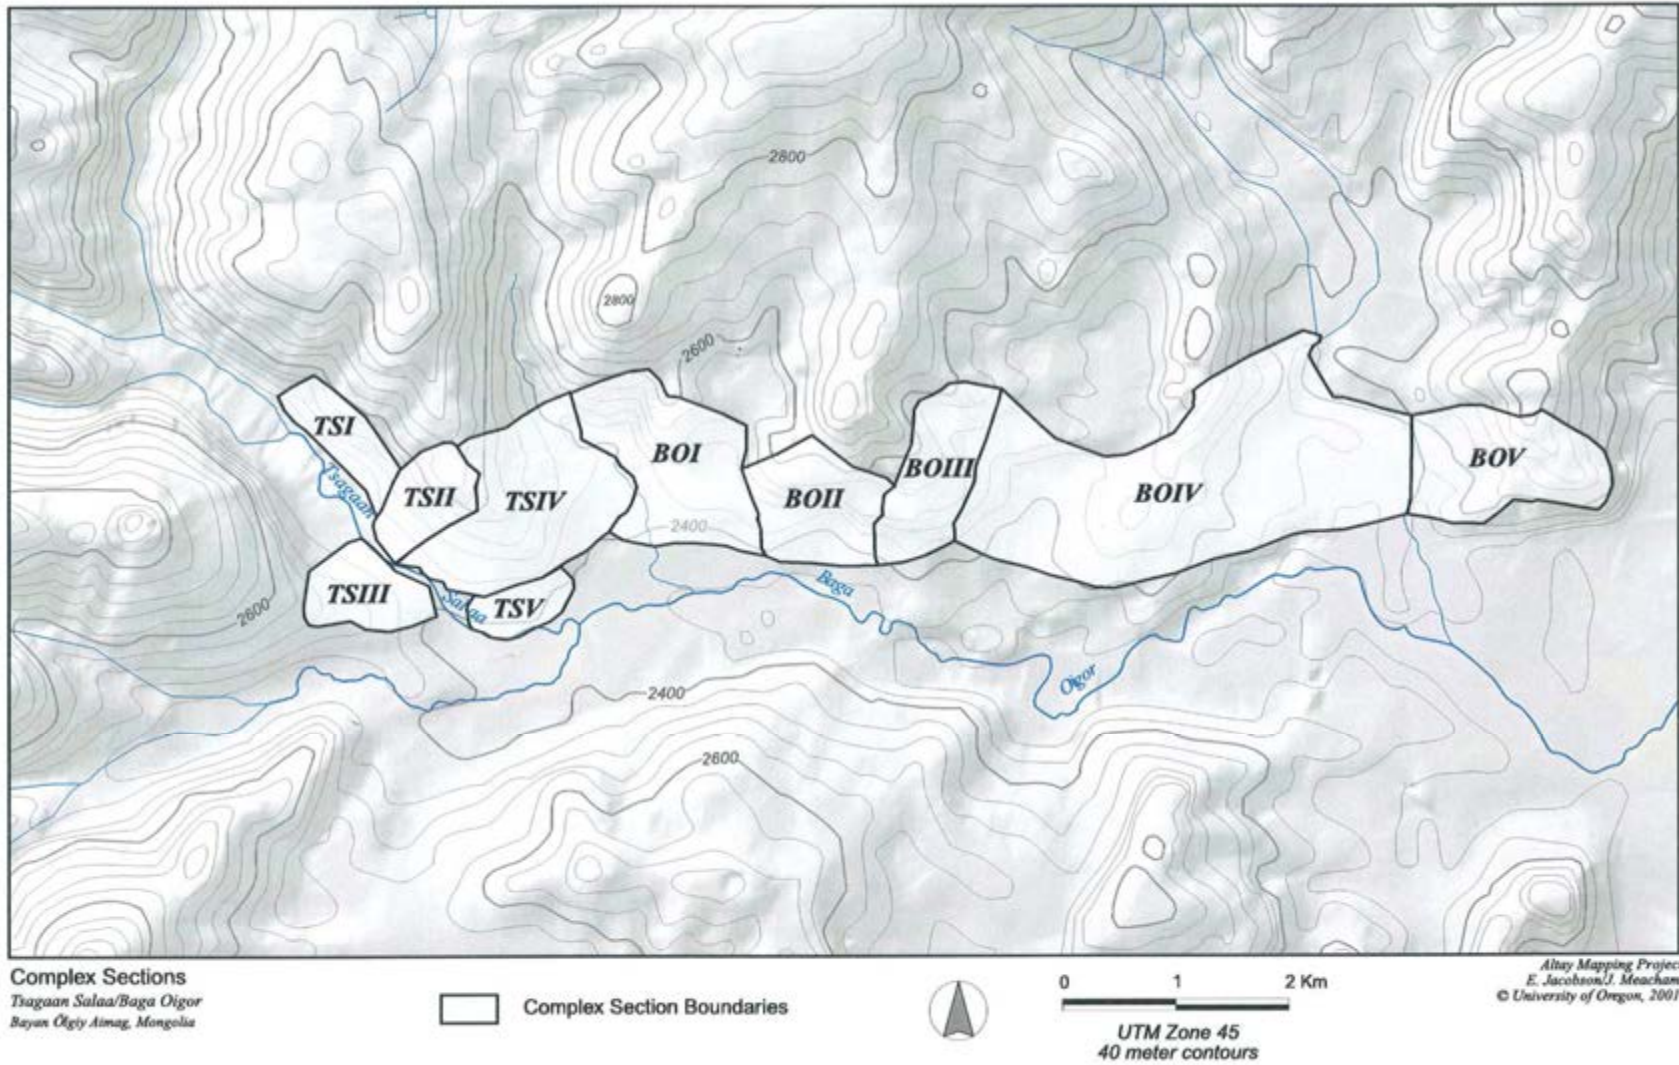 2800
2800
2600
TSI
BOI
BOIII
BOV
TSII
TSIV
BOII
BOIV
Tsagaan
2400
TSIII
Salaa
TSV
Baga
2600
Oigor
2400
2600
Complex Sections
Tsagaan Salaa/Baga Oigor
Bayan Ölgiy Aimag, Mongolia
Complex Section Boundaries
0 1 2 Km
UTM Zone 45
40 meter contours
Altay Mapping Projec
E. Jacobson/J. Meacham
© University of Oregon, 2001